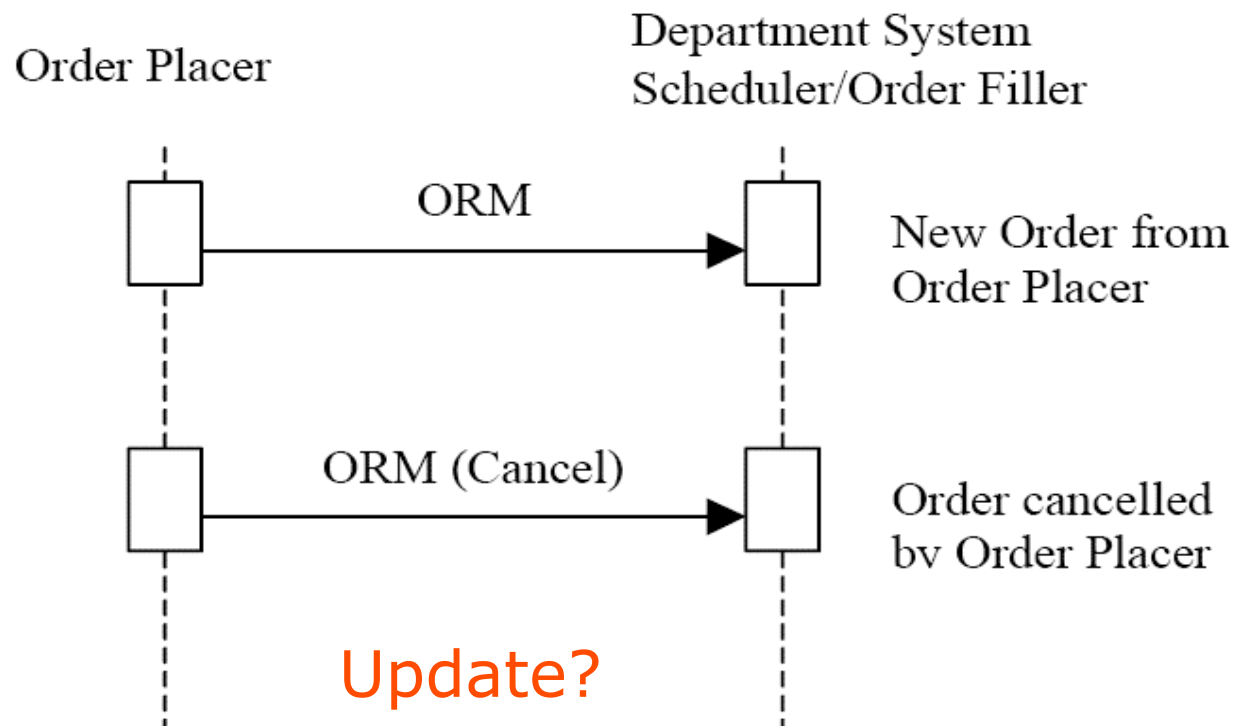 Order Placer
Department System
Scheduler/Order Filler
ORM
New Order from
Order Placer
ORM (Cancel)
Order cancelled
by Order Placer
Update?